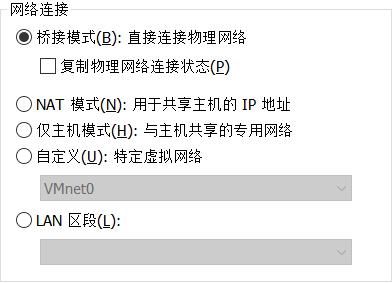 网络连接
桥接模式(B): 直接连接物理网络
复制物理网络连接状态(P)
NAT 模式(N): 用于共享主机的 IP 地址
仅主机模式(H): 与主机共享的专用网络
自定义(U): 特定虚拟网络
VMnet0
LAN 区段(L):